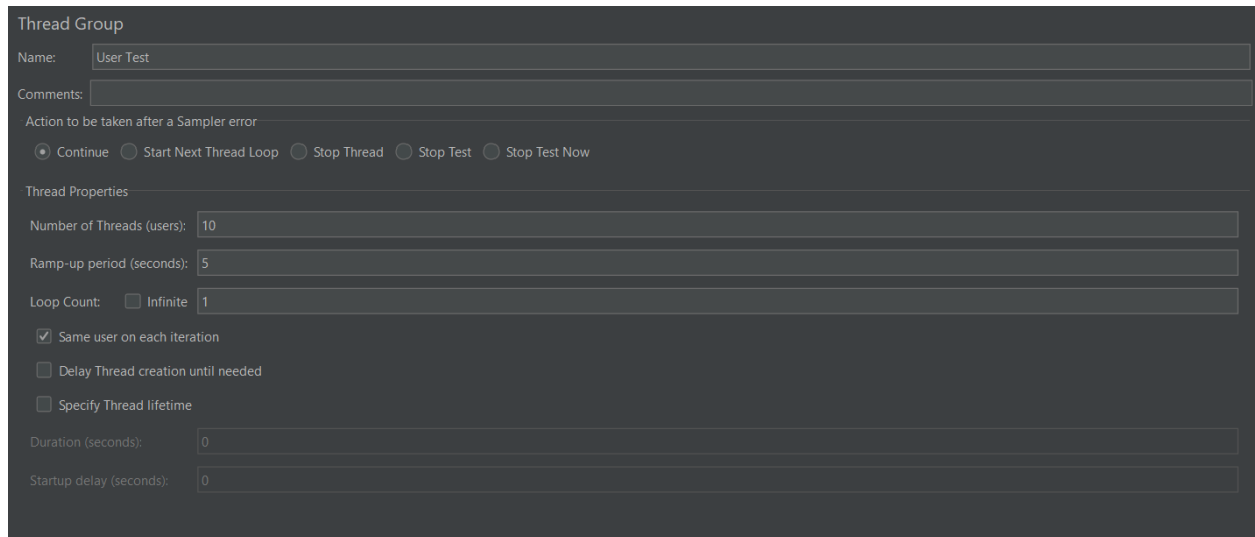 Thread Group
Name: User Test
Comments:
Action to be taken after a Sampler error
Continue Start Next Thread Loop Stop Thread Stop Test Stop Test Now
Thread Properties
Number of Threads (users): 10
Ramp-up period (seconds): 5
Loop Count: Infinite 1
Same user on each iteration
Delay Thread creation until needed
Specify Thread lifetime
Duration (seconds): 0
Startup delay (seconds): 0